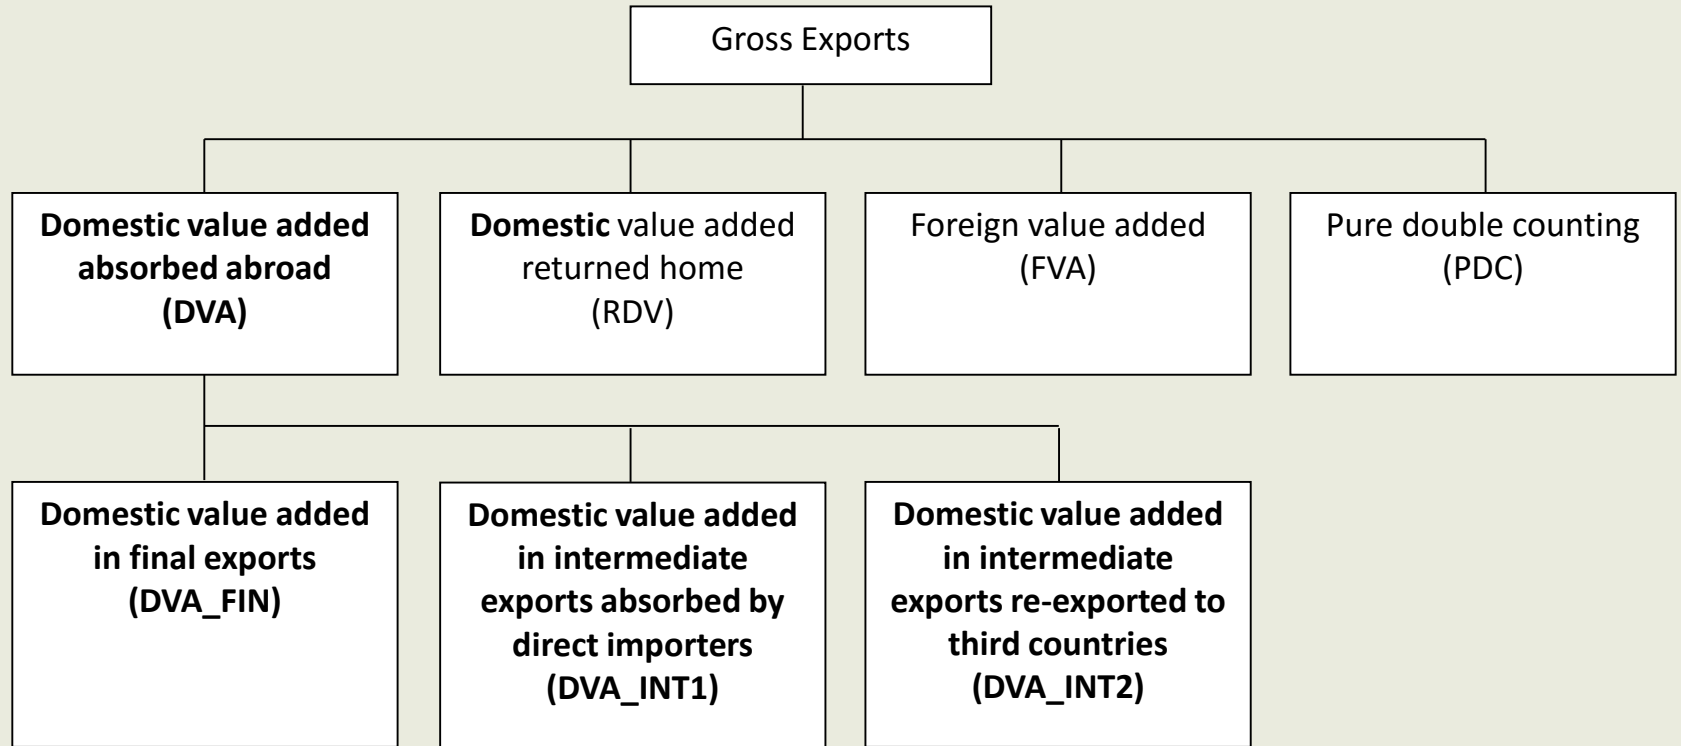 Gross Exports
Domestic value added
absorbed abroad
(DVA)
Domestic value added
returned home
(RDV)
Foreign value added
(FVA)
Pure double counting
(PDC)
Domestic value added
in final exports
(DVA_FIN)
Domestic value added
in intermediate
exports absorbed by
direct importers
(DVA_INT1)
Domestic value added
in intermediate
exports re-exported to
third countries
(DVA_INT2)